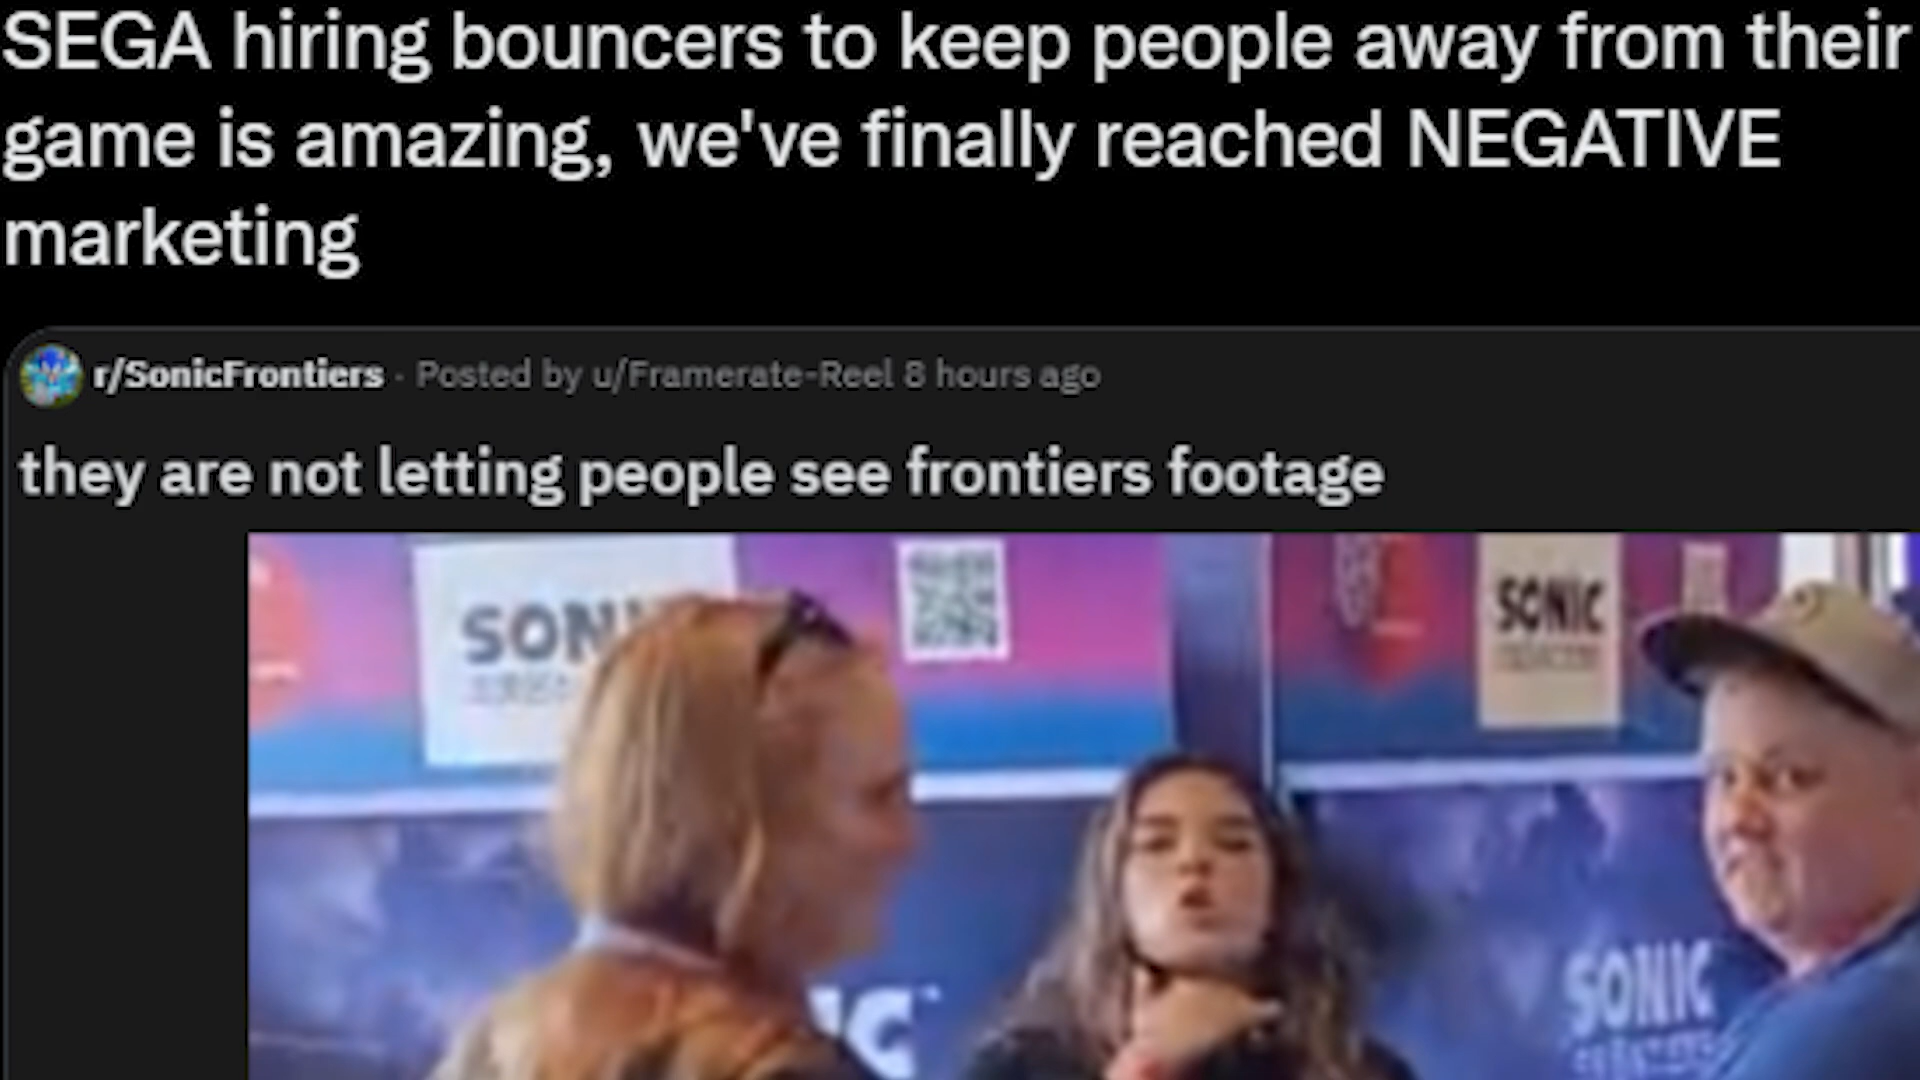 SEGA hiring bouncers to keep people away from their
game is amazing, we've finally reached NEGATIVE
marketing
r/SonicFrontiers · Posted by u/Framerate-Reel 8 hours ago
they are not letting people see frontiers footage
SONIC
SONIC